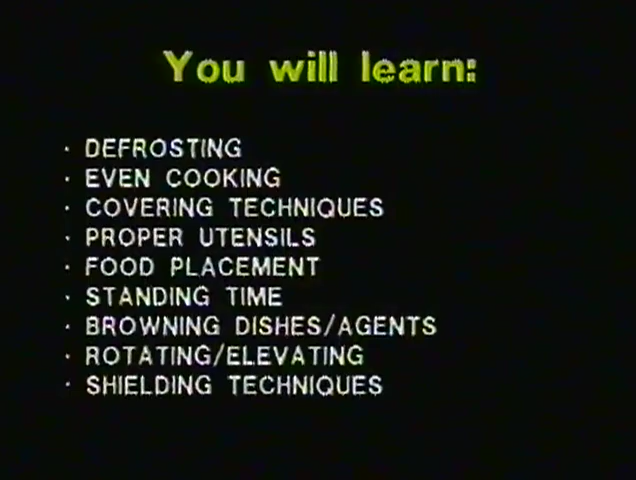 You will learn:
· DEFROSTING
· EVEN COOKING
· COVERING TECHNIQUES
· PROPER UTENSILS
· FOOD PLACEMENT
· STANDING TIME
· BROWNING DISHES/AGENTS
· ROTATING/ELEVATING
· SHIELDING TECHNIQUES